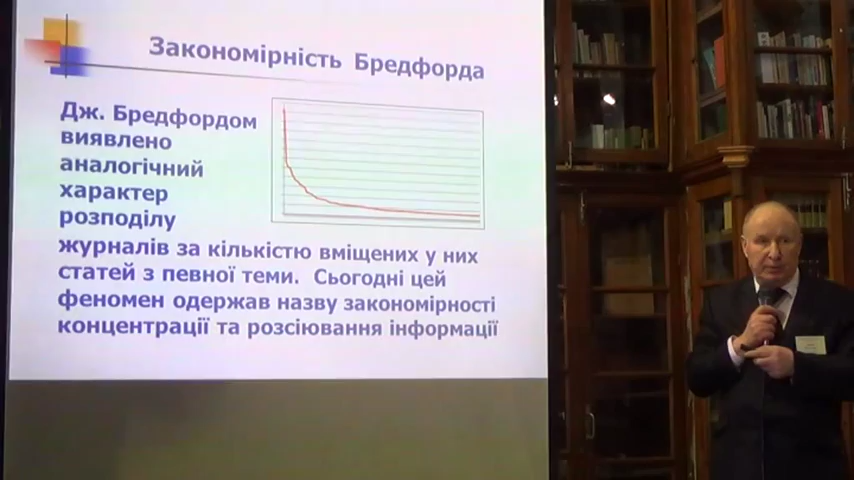 Закономірність Бредфорда
Дж. Бредфордом
виявлено
аналогічний
характер
розподілу
журналів за кількістю вміщених у них
статей з певної теми. Сьогодні цей
феномен одержав назву закономірності
концентрації та розсіювання інформації